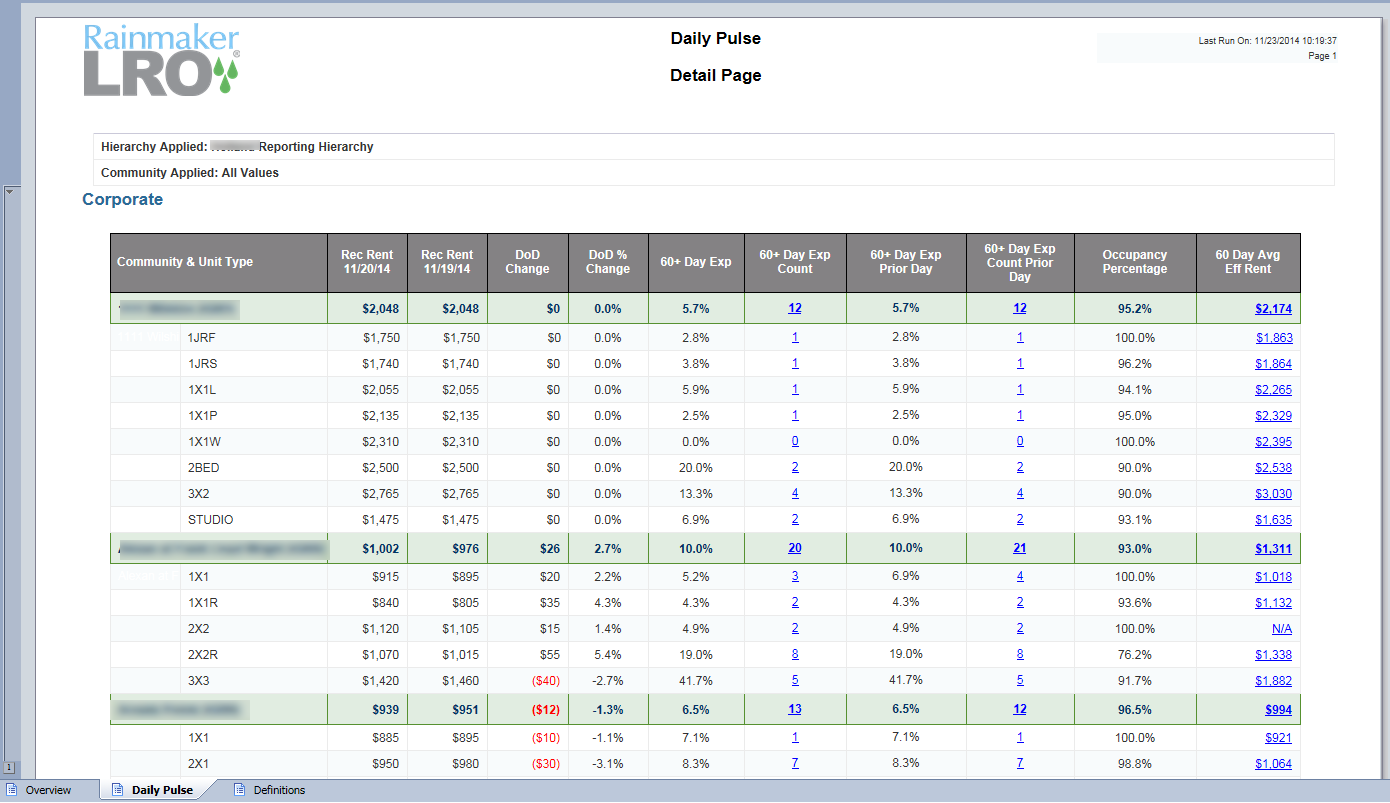 Rainmaker
LRO®
Daily Pulse
Detail Page
Last Run On: 11/23/2014 10:19:37
Page 1
Hierarchy Applied: Reporting Hierarchy
Community Applied: All Values
Corporate
Community & Unit Type Rec Rent 11/20/14 Rec Rent 11/19/14 DoD Change DoD % Change 60+ Day Exp 60+ Day Exp Count 60+ Day Exp Prior Day 60+ Day Exp Count Prior Day Occupancy Percentage 60 Day Avg Eff Rent
$2,048 $2,048 $0 0.0% 5.7% 12 5.7% 12 95.2% $2,174
1JRF $1,750 $1,750 $0 0.0% 2.8% 1 2.8% 1 100.0% $1,863
1JRS $1,740 $1,740 $0 0.0% 3.8% 1 3.8% 1 96.2% $1,864
1X1L $2,055 $2,055 $0 0.0% 5.9% 1 5.9% 1 94.1% $2,265
1X1P $2,135 $2,135 $0 0.0% 2.5% 1 2.5% 1 95.0% $2,329
1X1W $2,310 $2,310 $0 0.0% 0.0% 0 0.0% 0 100.0% $2,395
2BED $2,500 $2,500 $0 0.0% 20.0% 2 20.0% 2 90.0% $2,538
3X2 $2,765 $2,765 $0 0.0% 13.3% 4 13.3% 4 90.0% $3,030
STUDIO $1,475 $1,475 $0 0.0% 6.9% 2 6.9% 2 93.1% $1,635
$1,002 $976 $26 2.7% 10.0% 20 10.0% 21 93.0% $1,311
1X1 $915 $895 $20 2.2% 5.2% 3 6.9% 4 100.0% $1,018
1X1R $840 $805 $35 4.3% 4.3% 2 4.3% 2 93.6% $1,132
2X2 $1,120 $1,105 $15 1.4% 4.9% 2 4.9% 2 100.0% N/A
2X2R $1,070 $1,015 $55 5.4% 19.0% 8 19.0% 8 76.2% $1,338
3X3 $1,420 $1,460 ($40) -2.7% 41.7% 5 41.7% 5 91.7% $1,882
$939 $951 ($12) -1.3% 6.5% 13 6.5% 12 96.5% $994
1X1 $885 $895 ($10) -1.1% 7.1% 1 7.1% 1 100.0% $921
2X1 $950 $980 ($30) -3.1% 8.3% 7 8.3% 7 98.8% $1,064
1
Overview Daily Pulse Definitions